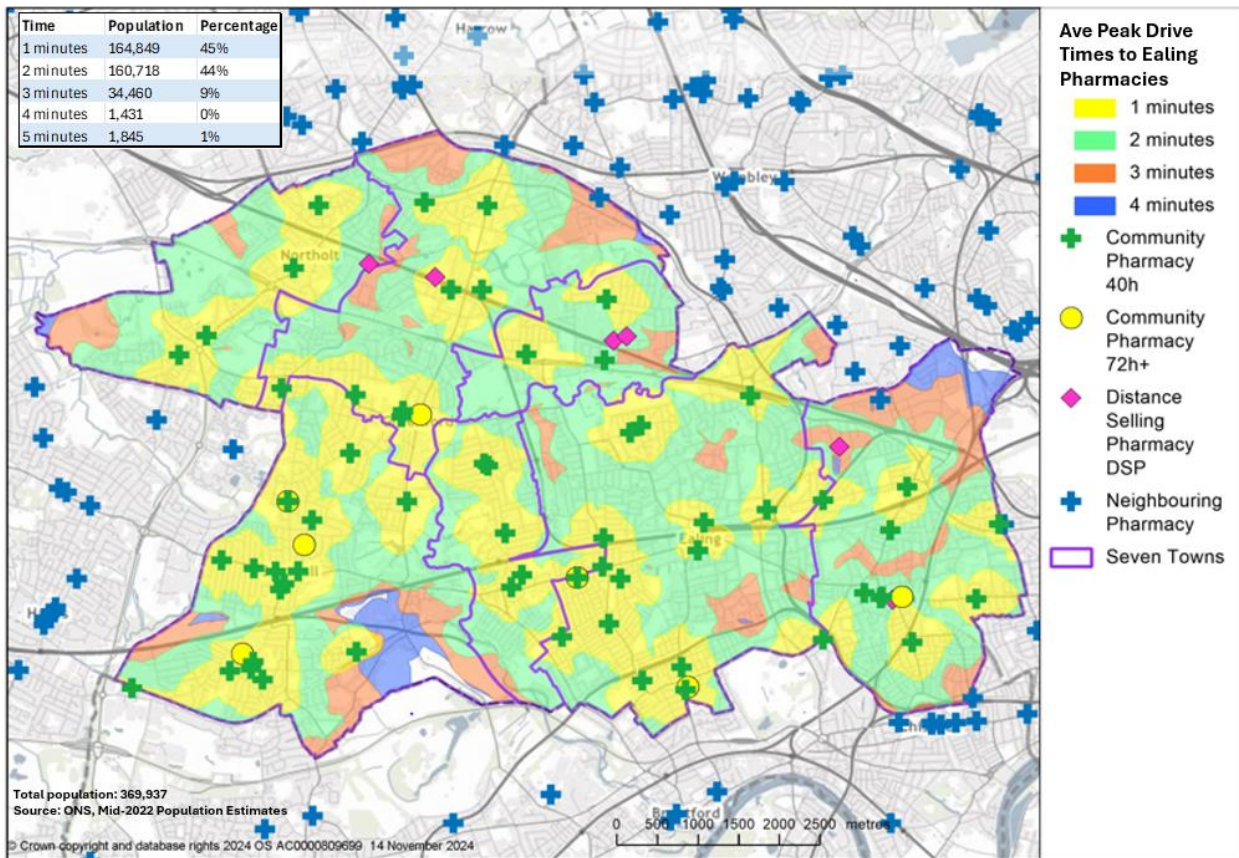 Time Population Percentage
1 minutes 164,849 45%
2 minutes 160,718 44%
3 minutes 34,460 9%
4 minutes 1,431 0%
5 minutes 1,845 1%
Harrow
Wembley
Northolt
Ealing
Total population: 369,937
Source: ONS, Mid-2022 Population Estimates
© Crown copyright and database rights 2024 OS AC0000809699 14 November 2024
0 500 1000 1500 2000 2500 metres
Ave Peak Drive
Times to Ealing
Pharmacies
1 minutes
2 minutes
3 minutes
4 minutes
Community
Pharmacy
40h
Community
Pharmacy
72h+
Distance
Selling
Pharmacy
DSP
Neighbouring
Pharmacy
Seven Towns